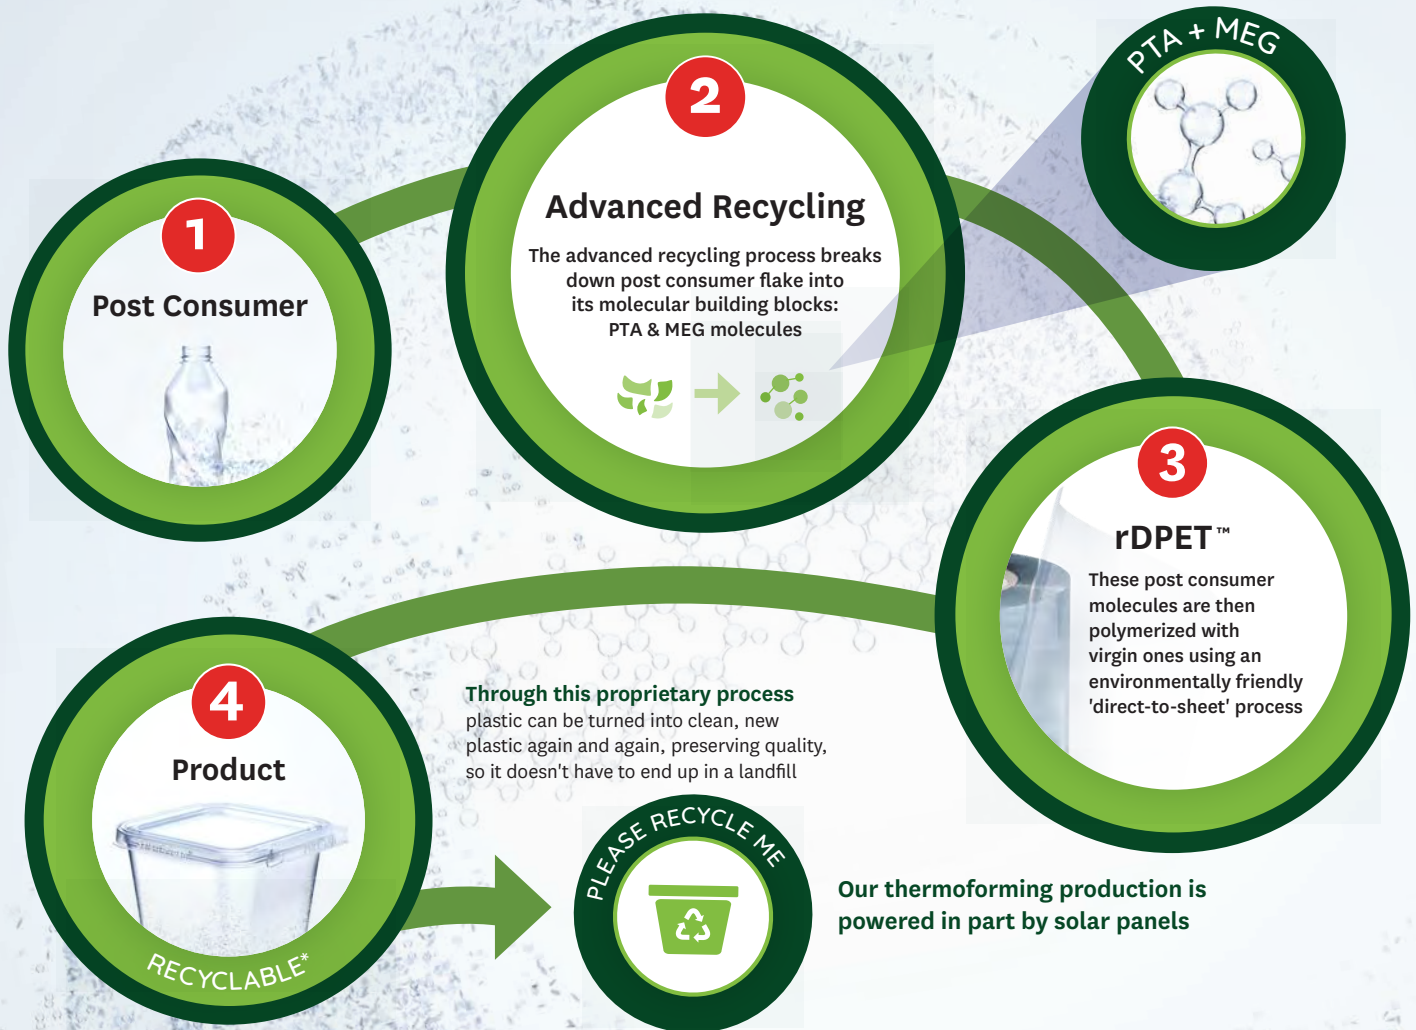 1
Post Consumer
2
Advanced Recycling
The advanced recycling process breaks
down post consumer flake into
its molecular building blocks:
PTA & MEG molecules
PTA + MEG
3
rDPET™
These post consumer
molecules are then
polymerized with
virgin ones using an
environmentally friendly
'direct-to-sheet' process
4
Product
RECYCLABLE*
Through this proprietary process
plastic can be turned into clean, new
plastic again and again, preserving quality,
so it doesn't have to end up in a landfill
PLEASE RECYCLE ME
Our thermoforming production is
powered in part by solar panels